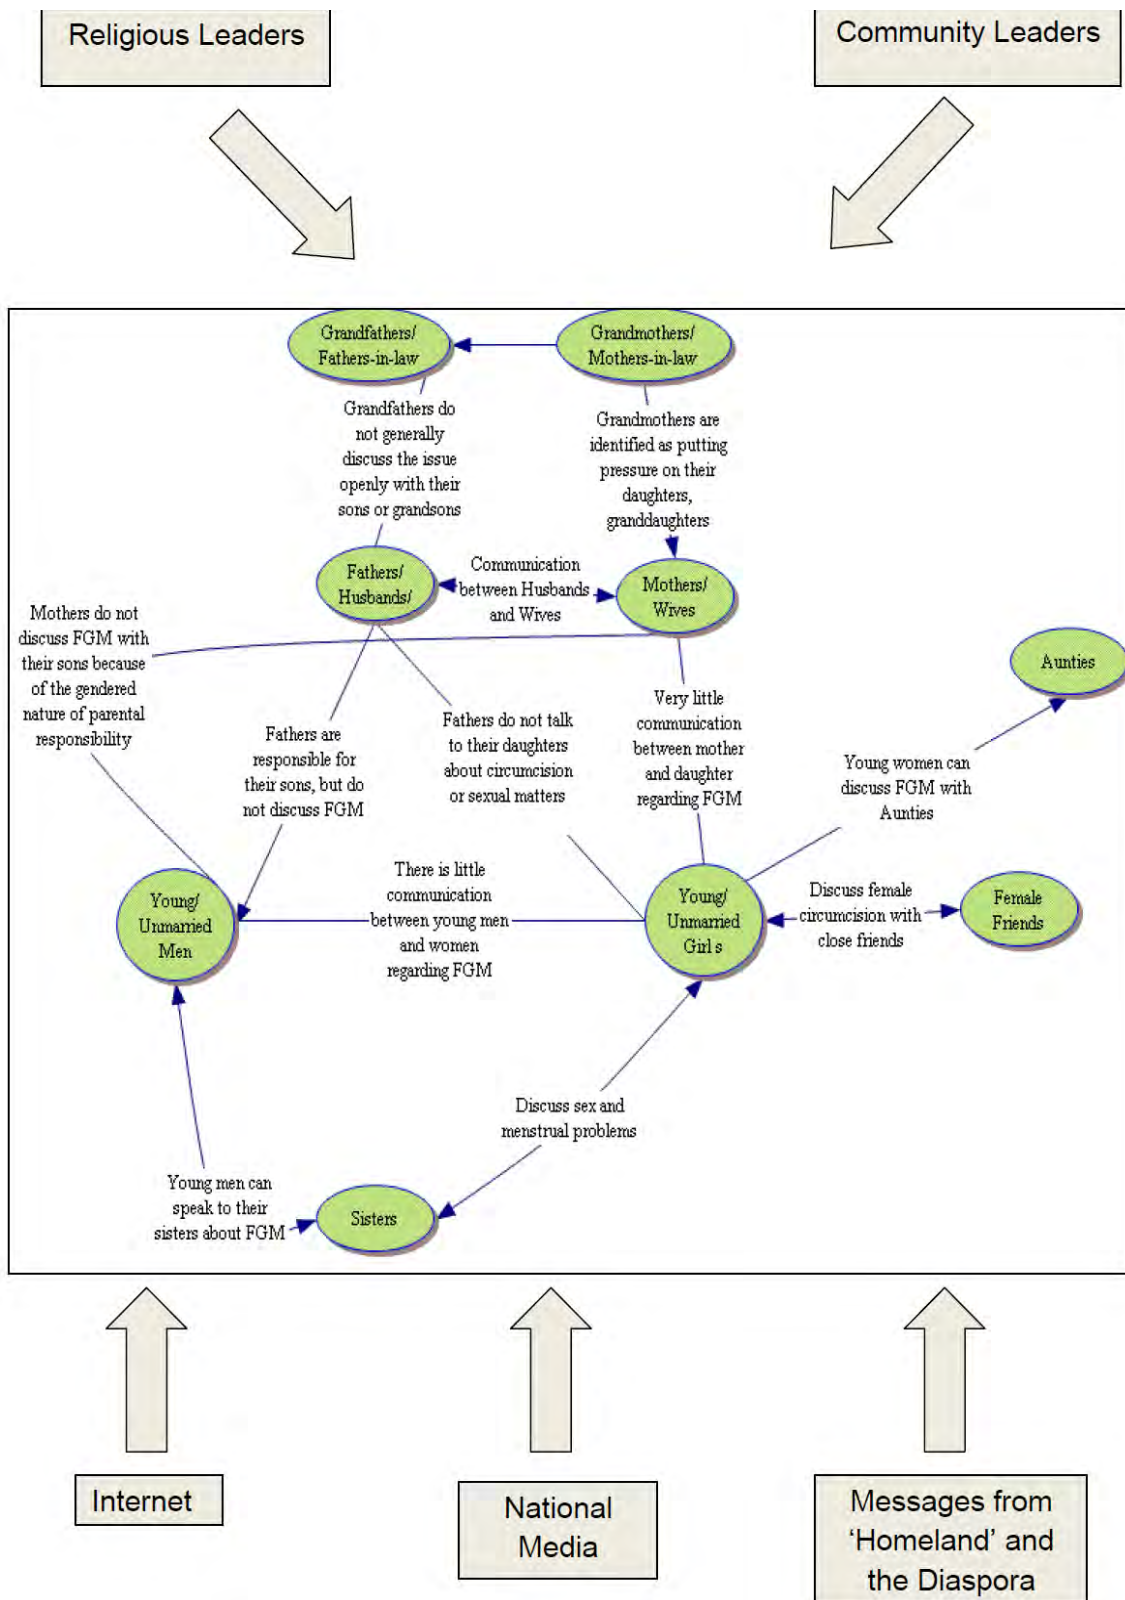 Religious Leaders
Community Leaders
Grandfathers/
Fathers-in-law
Grandmothers/
Mothers-in-law
Grandfathers do
not generally
discuss the issue
openly with their
sons or grandsons
Grandmothers are
identified as putting
pressure on their
daughters,
granddaughters
Fathers/
Husbands/
Communication
between Husbands
and Wives
Mothers/
Wives
Mothers do not
discuss FGM with
their sons because
of the gendered
nature of parental
responsibility
Aunties
Fathers are
responsible for
their sons, but do
not discuss FGM
Fathers do not talk
to their daughters
about circumcision
or sexual matters
Very little
communication
between mother
and daughter
regarding FGM
Young women can
discuss FGM with
Aunties
Young/
Unmarried
Men
There is little
communication
between young men
and women
regarding FGM
Young/
Unmarried
Girl s
Discuss female
circumcision with
close friends
Female
Friends
Discuss sex and
menstrual problems
Young men can
speak to their
sisters about FGM
Sisters
Internet
National
Media
Messages from
‘Homeland’ and
the Diaspora